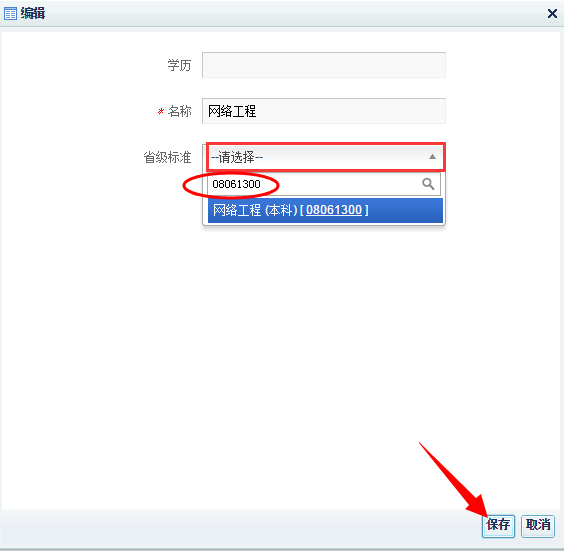 编辑
学历
* 名称 网络工程
省级标准 --请选择--
08061300
网络工程 (本科) [ 08061300 ]
保存 取消